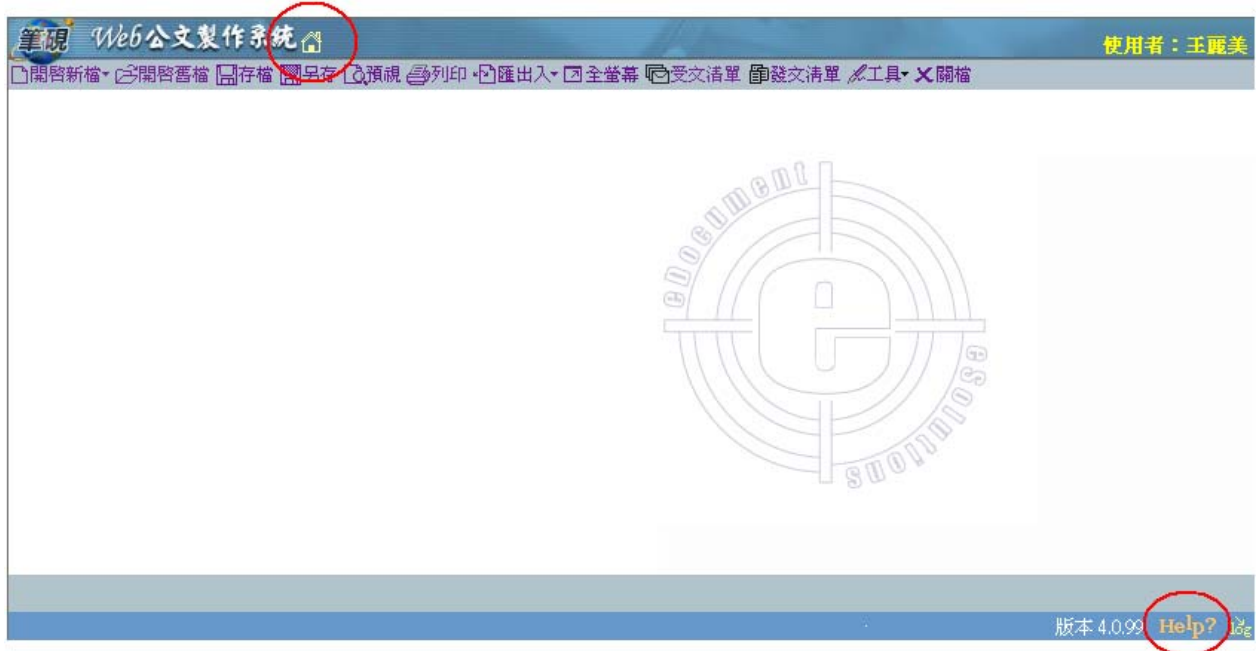 筆硯 Web公文製作系統
使用者：王麗美
開啓新檔 開啓舊檔 存檔 另存 預視 列印 匯出入 全螢幕 受文清單 發文清單 工具 關檔
eDocument
eSolutions
版本 4.0.99 Help? log